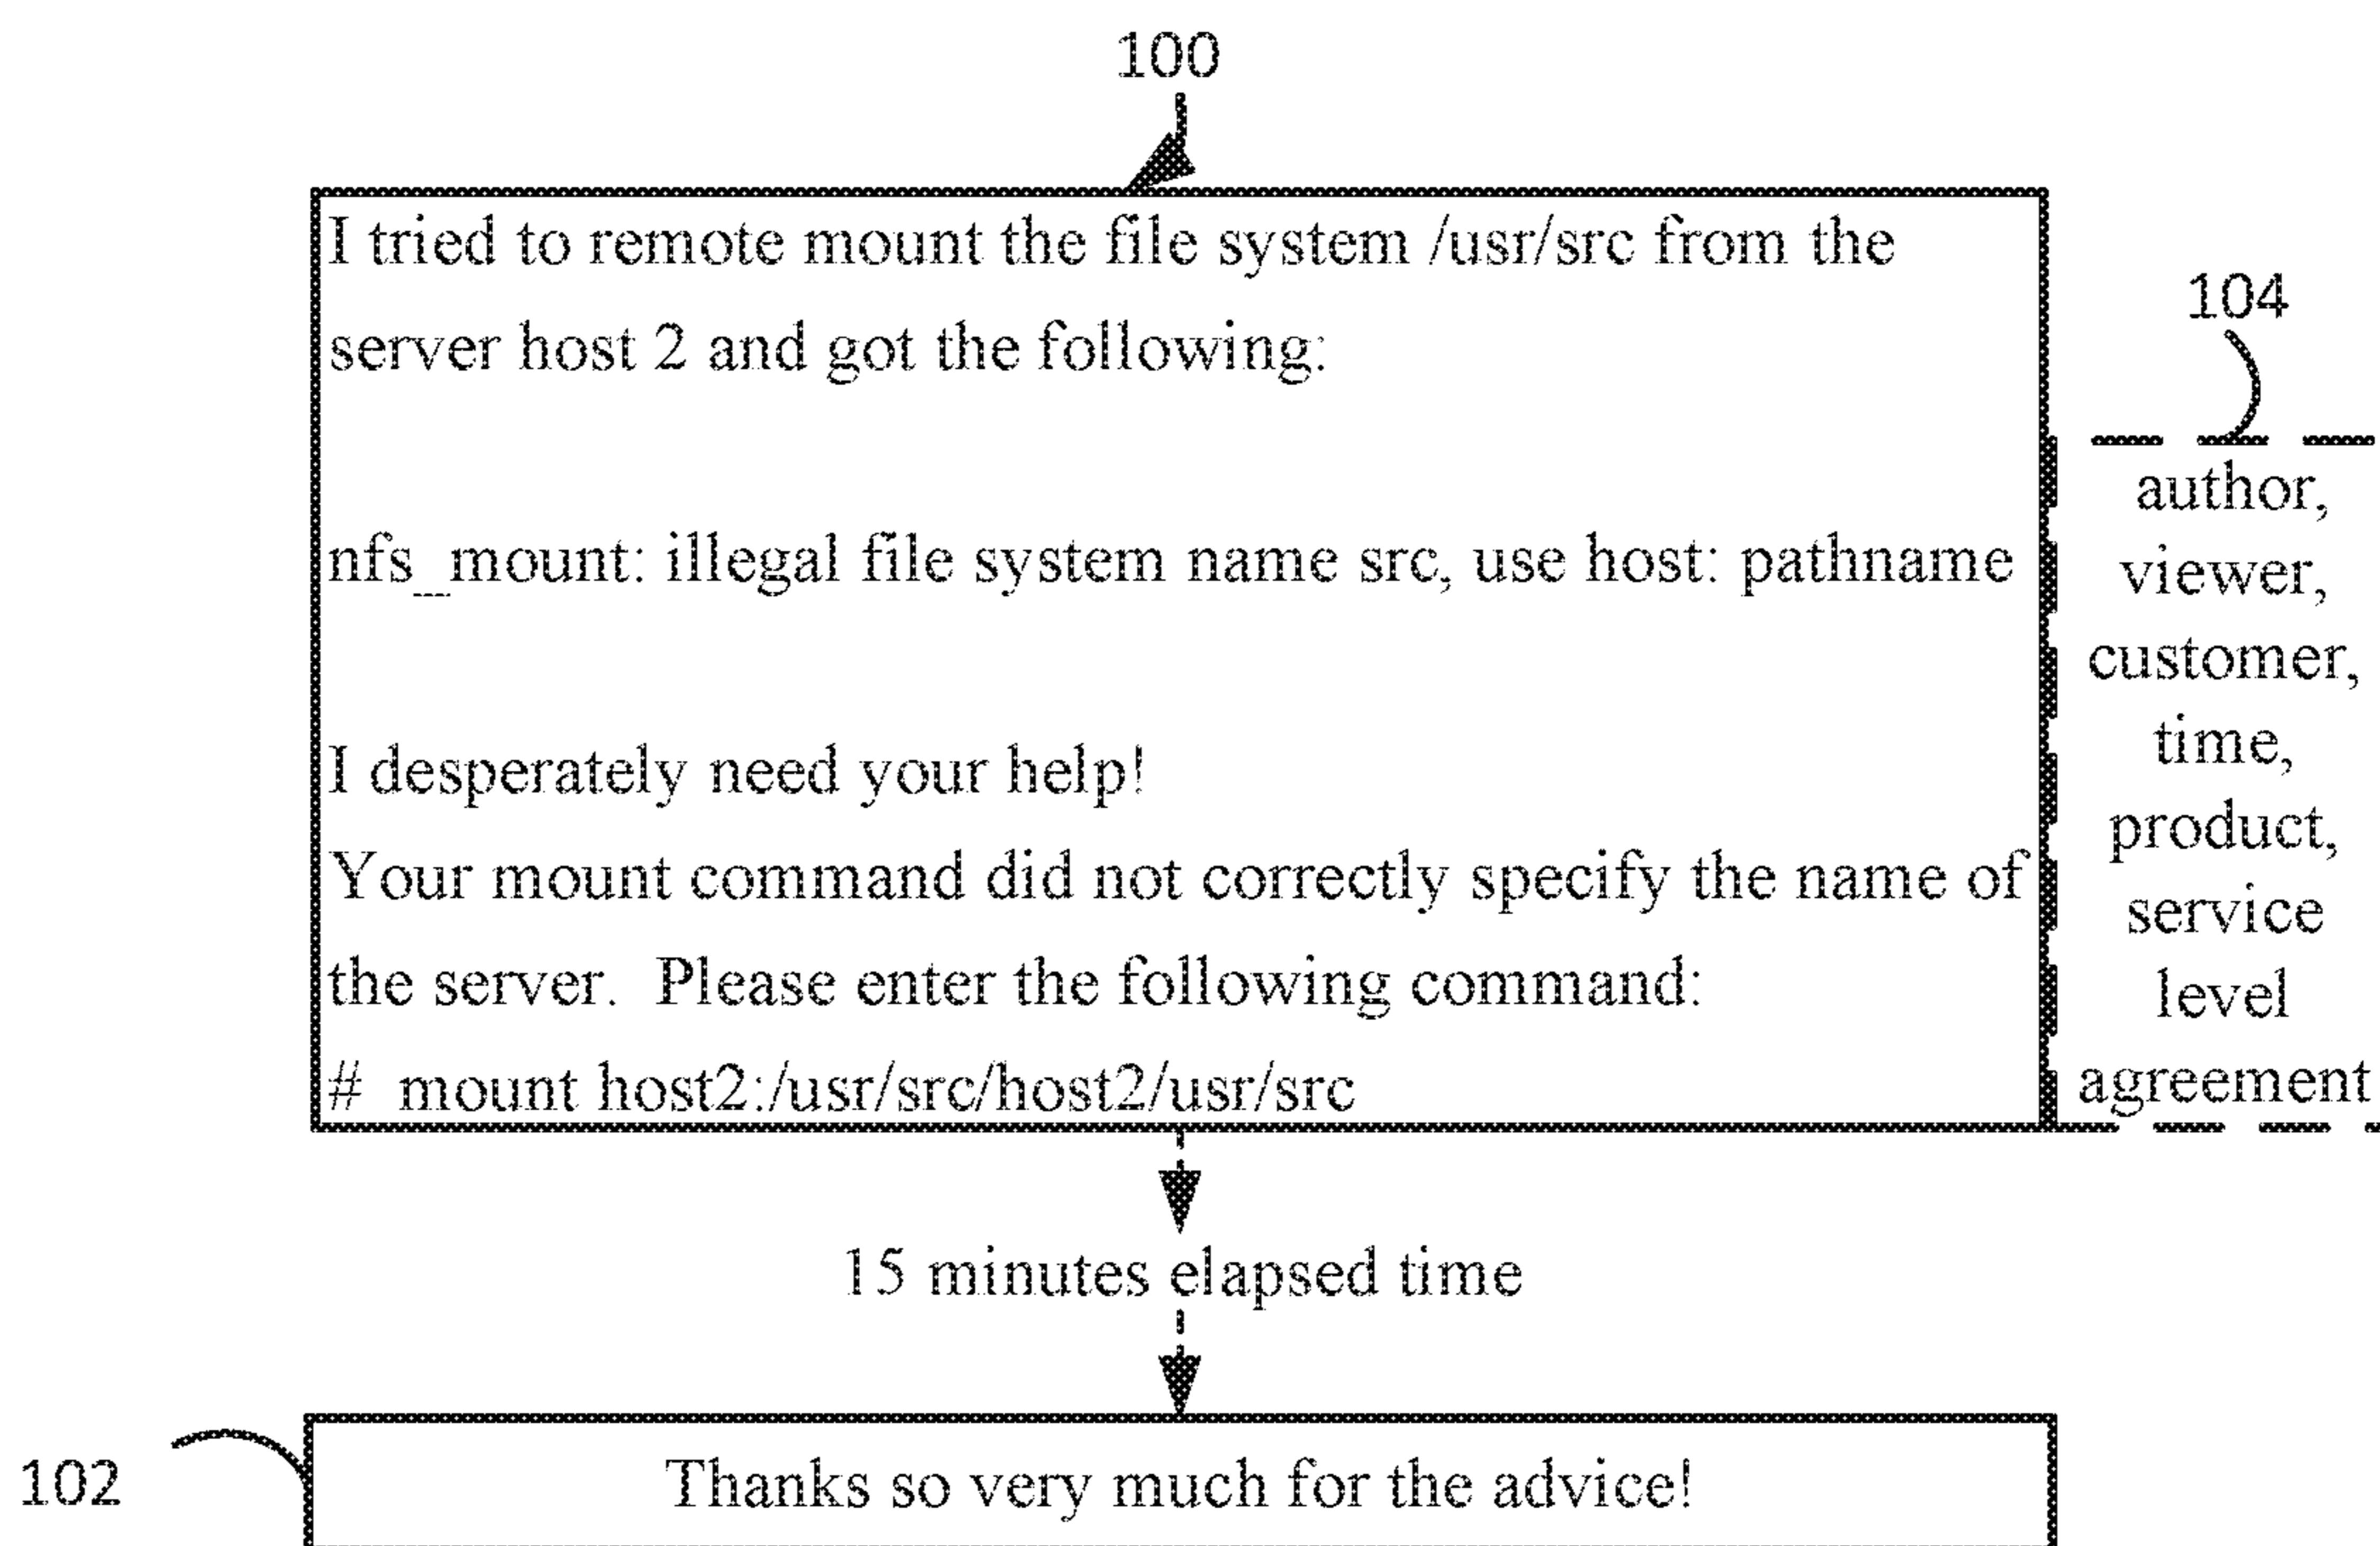 100
I tried to remote mount the file system /usr/src from the
server host 2 and got the following:
nfs_mount: illegal file system name src, use host: pathname
I desperately need your help!
Your mount command did not correctly specify the name of
the server.  Please enter the following command:
#  mount host2:/usr/src/host2/usr/src
104
author,
viewer,
customer,
time,
product,
service
level
agreement
15 minutes elapsed time
102
Thanks so very much for the advice!